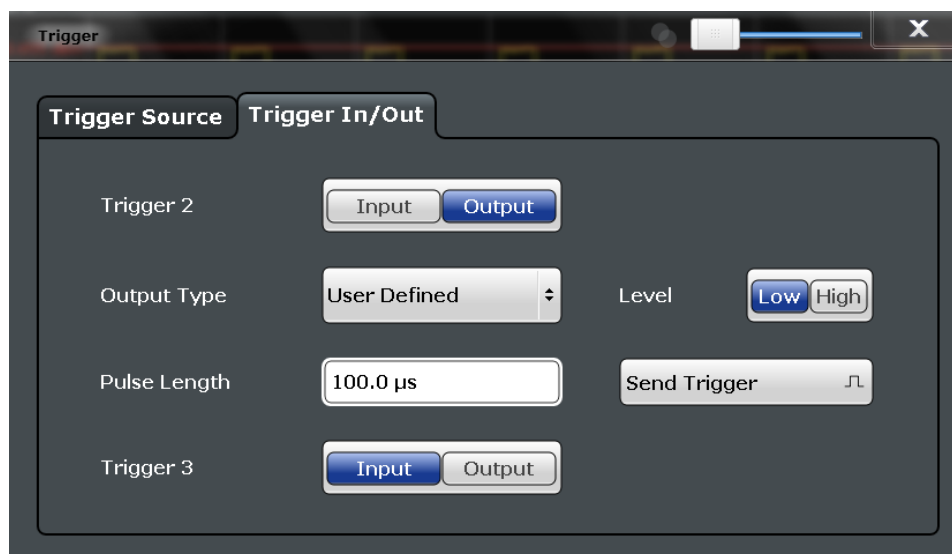 Trigger
X
Trigger Source Trigger In/Out
Trigger 2 Input Output
Output Type User Defined Level Low High
Pulse Length 100.0 µs Send Trigger
Trigger 3 Input Output